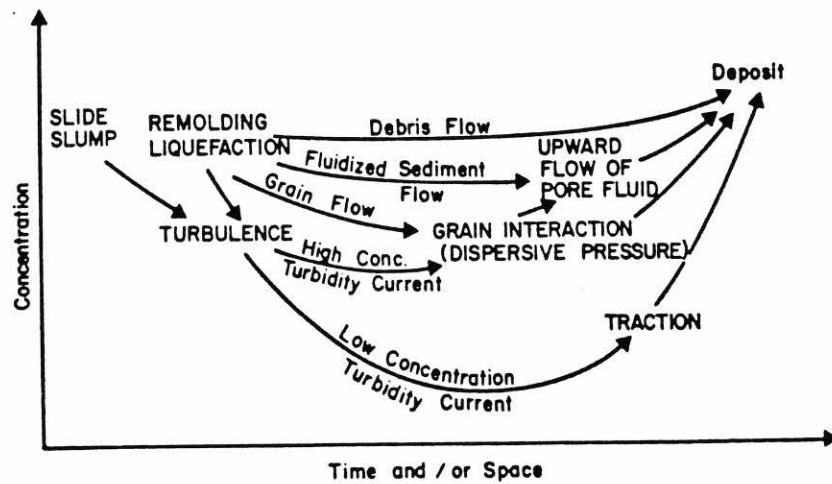 Deposit
SLIDE
SLUMP
REMOLDING
LIQUEFACTION
Debris Flow
UPWARD
FLOW OF
PORE FLUID
Fluidized Sediment
Flow
Grain Flow
TURBULENCE
GRAIN INTERACTION
(DISPERSIVE PRESSURE)
High Conc.
Turbidity Current
TRACTION
Low Concentration
Turbidity Current
Concentration
Time and / or Space